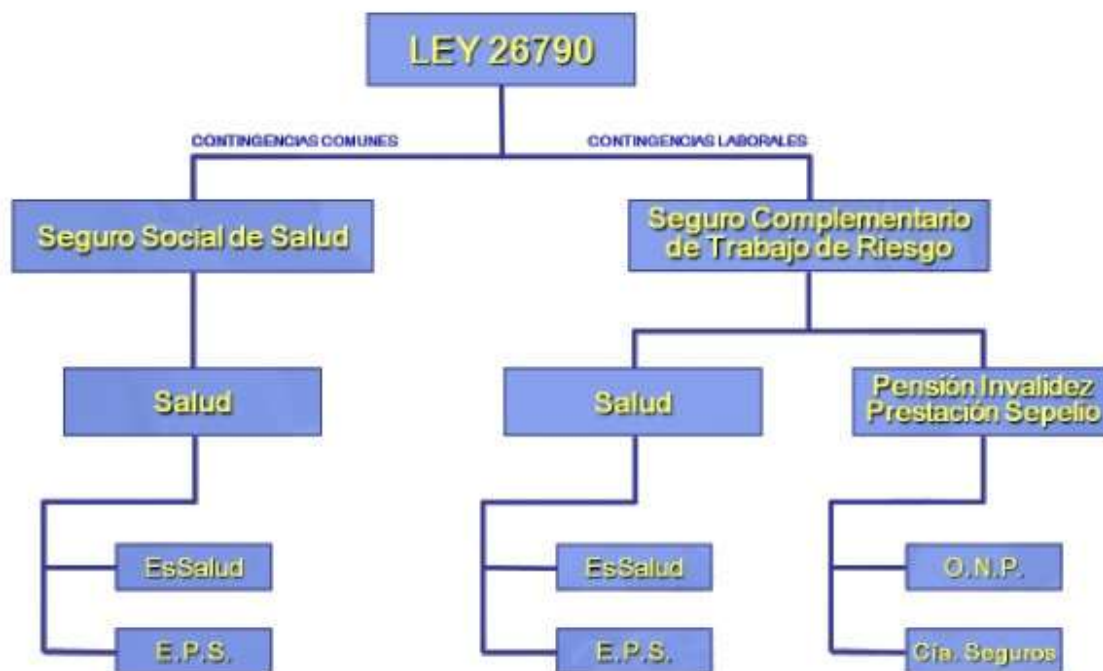 LEY 26790
CONTINGENCIAS COMUNES
CONTINGENCIAS LABORALES
Seguro Social de Salud
Seguro Complementario
de Trabajo de Riesgo
Salud
Salud
Pensión Invalidez
Prestación Sepelio
EsSalud
EsSalud
O.N.P.
E.P.S.
E.P.S.
Cía. Seguros